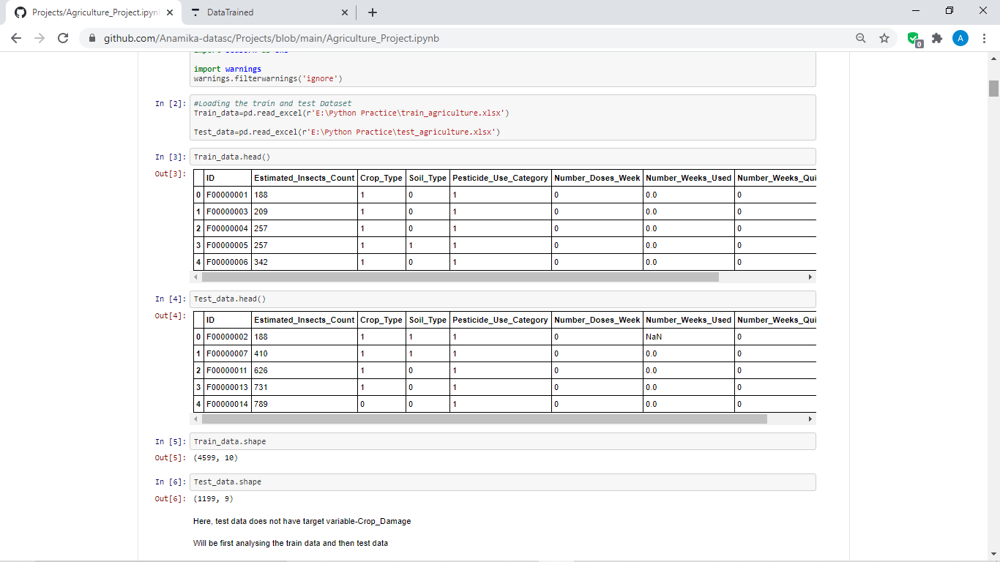 Projects/Agriculture_Project.ipyn
DataTrained
github.com/Anamika-datasc/Projects/blob/main/Agriculture_Project.ipynb
0
A
import warnings
warnings.filterwarnings('ignore')
In [2]: #Loading the train and test Dataset
Train_data=pd.read_excel(r'E:\Python Practice\train_agriculture.xlsx')
Test_data=pd.read_excel(r'E:\Python Practice\test_agriculture.xlsx')
In [3]: Train_data.head()
Out[3]:
ID Estimated_Insects_Count Crop_Type Soil_Type Pesticide_Use_Category Number_Doses_Week Number_Weeks_Used Number_Weeks_Qui
0 F00000001 188 1 0 1 0 0.0 0
1 F00000003 209 1 0 1 0 0.0 0
2 F00000004 257 1 0 1 0 0.0 0
3 F00000005 257 1 1 1 0 0.0 0
4 F00000006 342 1 0 1 0 0.0 0
In [4]: Test_data.head()
Out[4]:
ID Estimated_Insects_Count Crop_Type Soil_Type Pesticide_Use_Category Number_Doses_Week Number_Weeks_Used Number_Weeks_Qui
0 F00000002 188 1 1 1 0 NaN 0
1 F00000007 410 1 1 1 0 0.0 0
2 F00000011 626 1 0 1 0 0.0 0
3 F00000013 731 1 0 1 0 0.0 0
4 F00000014 789 0 0 1 0 0.0 0
In [5]: Train_data.shape
Out[5]: (4599, 10)
In [6]: Test_data.shape
Out[6]: (1199, 9)
Here, test data does not have target variable-Crop_Damage
Will be first analysing the train data and then test data